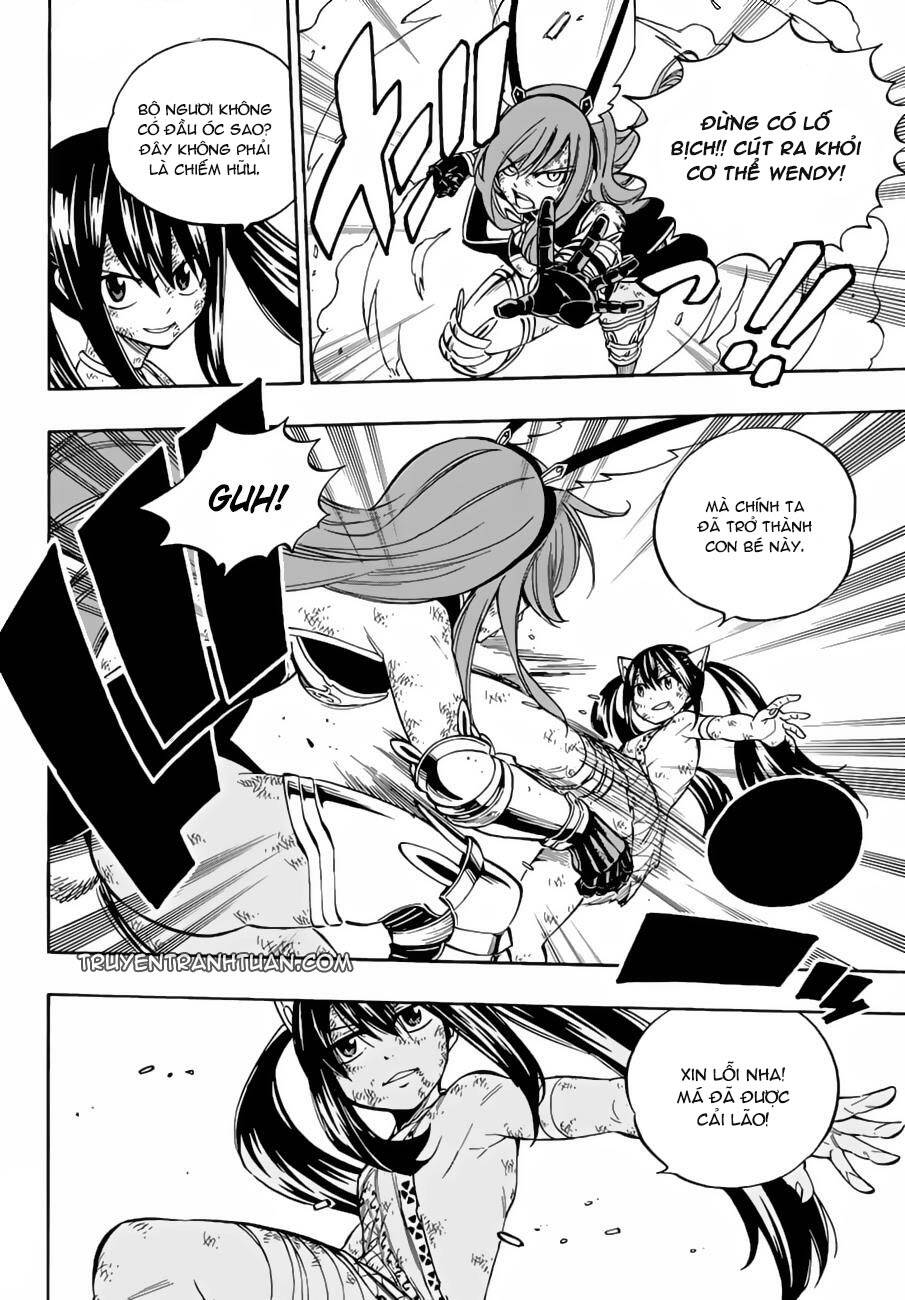 ĐỪNG CÓ LỐ
BỊCH!! CÚT RA KHỎI
CƠ THỂ WENDY!
BỘ NGƯƠI KHÔNG
CÓ ĐẦU ÓC SAO?
ĐÂY KHÔNG PHẢI
LÀ CHIẾM HỮU.
MÀ CHÍNH TA
ĐÃ TRỞ THÀNH
CON BÉ NÀY.
GUH!
TRUYENTRANHTUAN.COM
XIN LỖI NHA!
MÁ ĐÃ ĐƯỢC
CẢI LÃO!